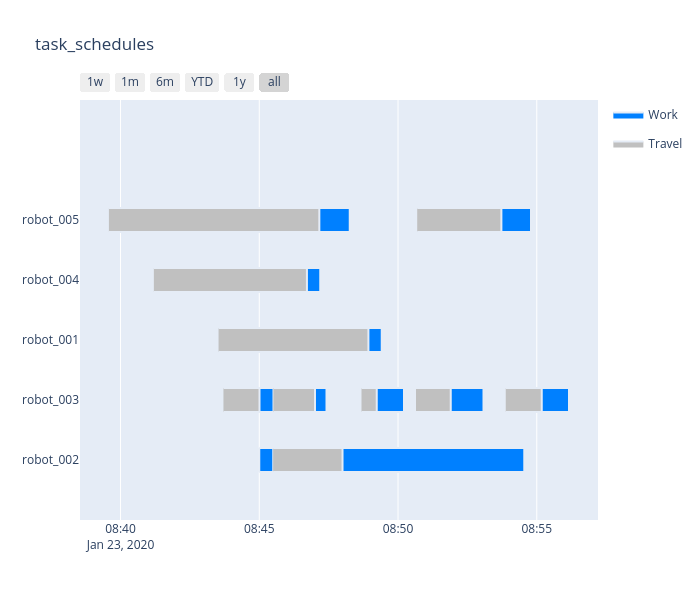 task_schedules
1w 1m 6m YTD 1y all
Work
Travel
robot_005
robot_004
robot_001
robot_003
robot_002
08:40 08:45 08:50 08:55
Jan 23, 2020